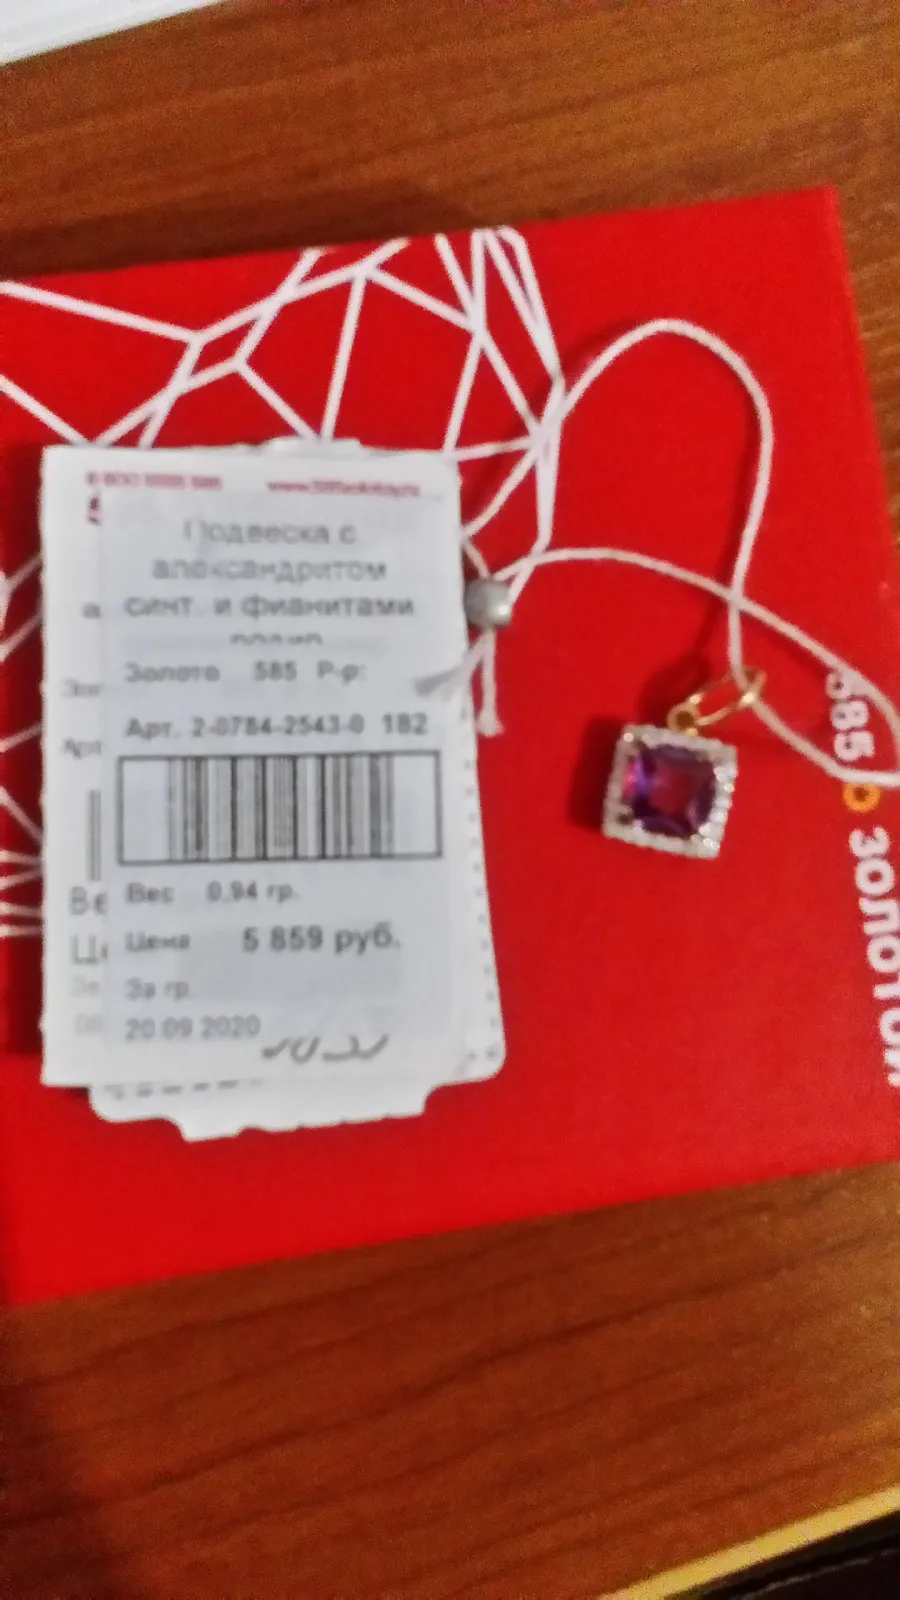 Подвеска с
александритом
синт. и фианитами
Золото 585 Р-р:
Арт. 2-0784-2543-0 182
Вес 0,94 гр.
Цена 5 859 руб.
За гр.
20.09.2020
585 ЗОЛОТОЙ